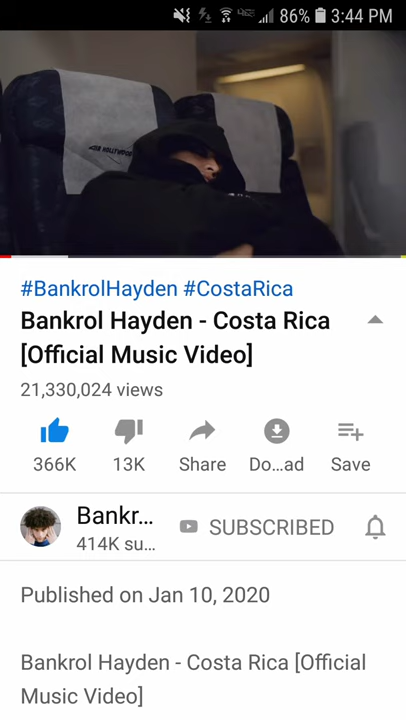 86% 3:44 PM
#BankrolHayden #CostaRica
Bankrol Hayden - Costa Rica
[Official Music Video]
21,330,024 views
366K 13K Share Do...ad Save
Bankr...
SUBSCRIBED
414K su...
Published on Jan 10, 2020
Bankrol Hayden - Costa Rica [Official
Music Video]